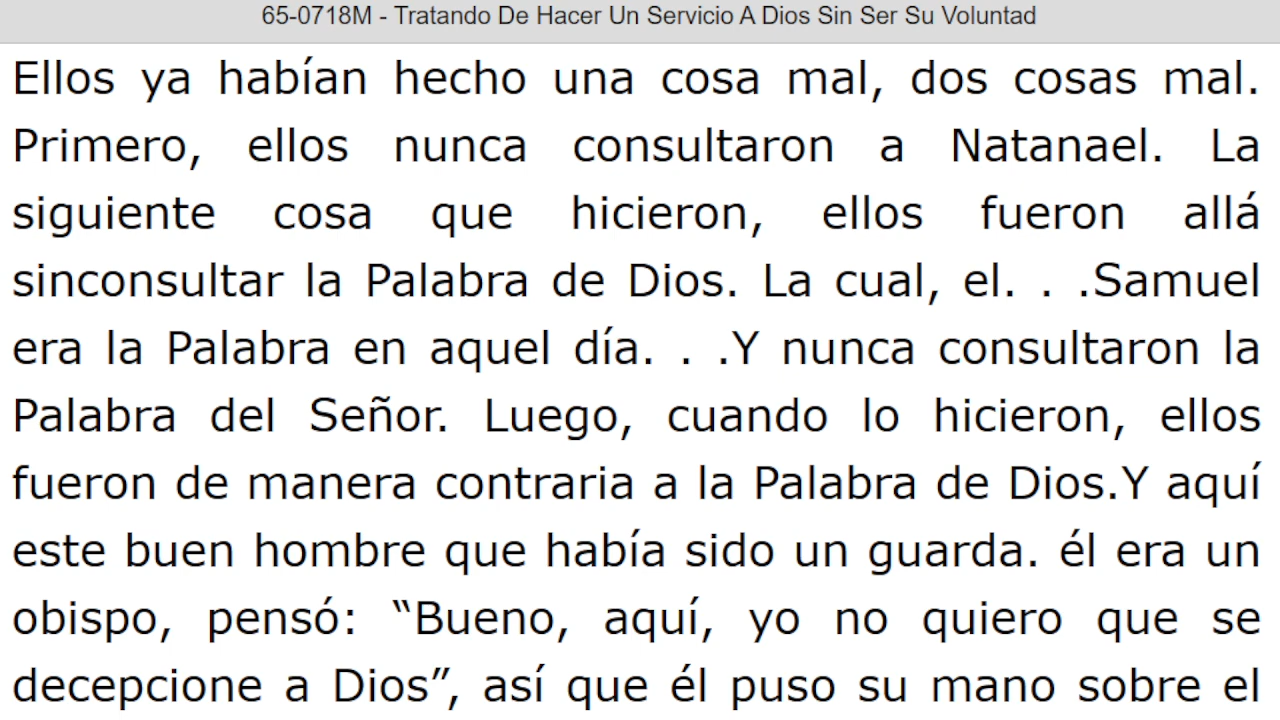 65-0718M - Tratando De Hacer Un Servicio A Dios Sin Ser Su Voluntad
Ellos ya habían hecho una cosa mal, dos cosas mal.
Primero, ellos nunca consultaron a Natanael. La
siguiente cosa que hicieron, ellos fueron allá
sinconsultar la Palabra de Dios. La cual, el. . .Samuel
era la Palabra en aquel día. . .Y nunca consultaron la
Palabra del Señor. Luego, cuando lo hicieron, ellos
fueron de manera contraria a la Palabra de Dios.Y aquí
este buen hombre que había sido un guarda. él era un
obispo, pensó: “Bueno, aquí, yo no quiero que se
decepcione a Dios”, así que él puso su mano sobre el